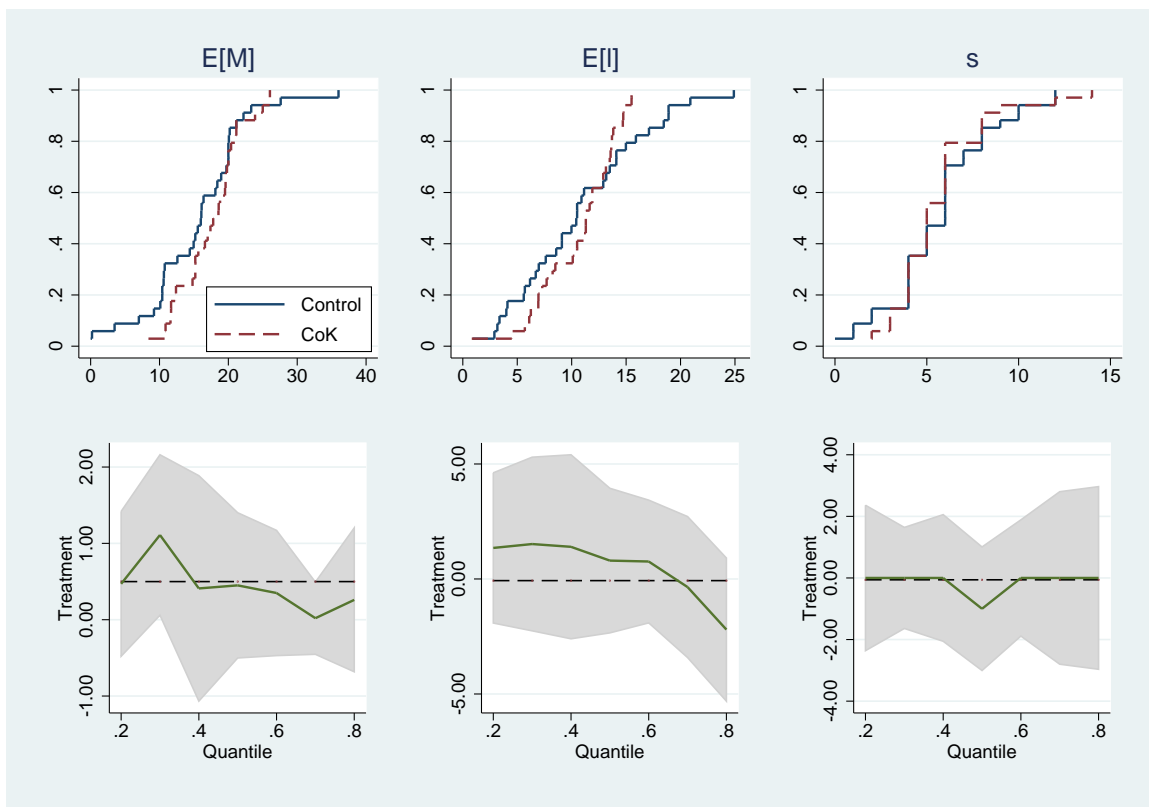 E[M]
E[I]
s
0 .2 .4 .6 .8 1
0 10 20 30 40
Control
CoK
0 .2 .4 .6 .8 1
0 5 10 15 20 25
0 .2 .4 .6 .8 1
0 5 10 15
Treatment
-1.00 0.00 1.00 2.00
.2 .4 .6 .8
Quantile
Treatment
-5.00 0.00 5.00
.2 .4 .6 .8
Quantile
Treatment
-4.00 -2.00 0.00 2.00 4.00
.2 .4 .6 .8
Quantile